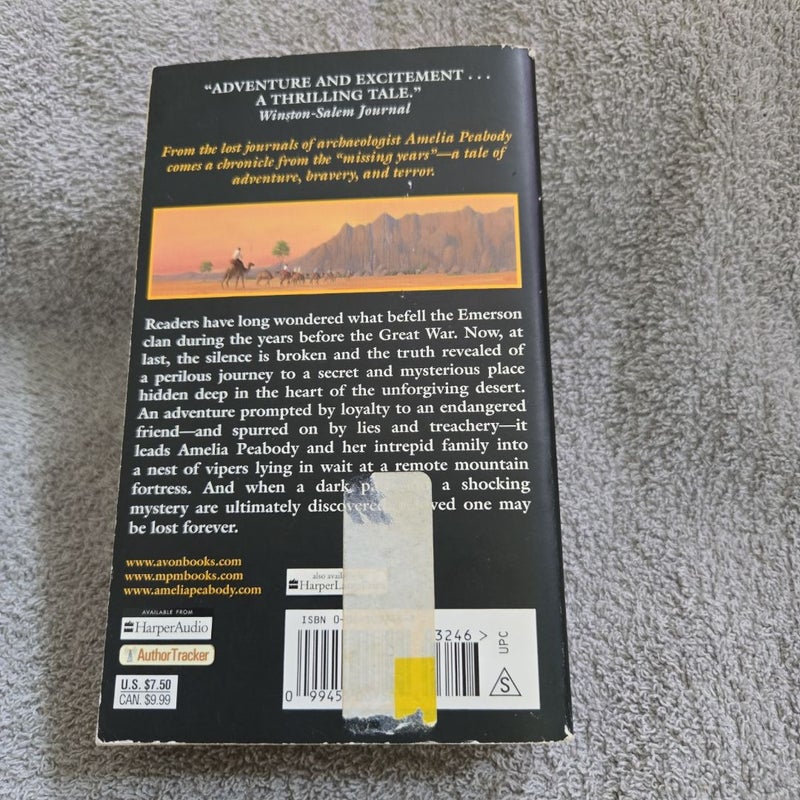 “ADVENTURE AND EXCITEMENT . . .
A THRILLING TALE.”
Winston-Salem Journal
From the lost journals of archaeologist Amelia Peabody
comes a chronicle from the “missing years”—a tale of
adventure, bravery, and terror.
Readers have long wondered what befell the Emerson
clan during the years before the Great War. Now, at
last, the silence is broken and the truth revealed of
a perilous journey to a secret and mysterious place
hidden deep in the heart of the unforgiving desert.
An adventure prompted by loyalty to an endangered
friend—and spurred on by lies and treachery—it
leads Amelia Peabody and her intrepid family into
a nest of vipers lying in wait at a remote mountain
fortress. And when a dark a shocking
mystery are ultimately one may
be lost forever.
www.avonbooks.com
www.mpmbooks.com
www.ameliapeabody.com
also
AVAILABLE FROM
HarperAudio
AuthorTracker
U.S. $7.50
CAN. $9.99
ISBN
3246 >
UPC
0 9945
S